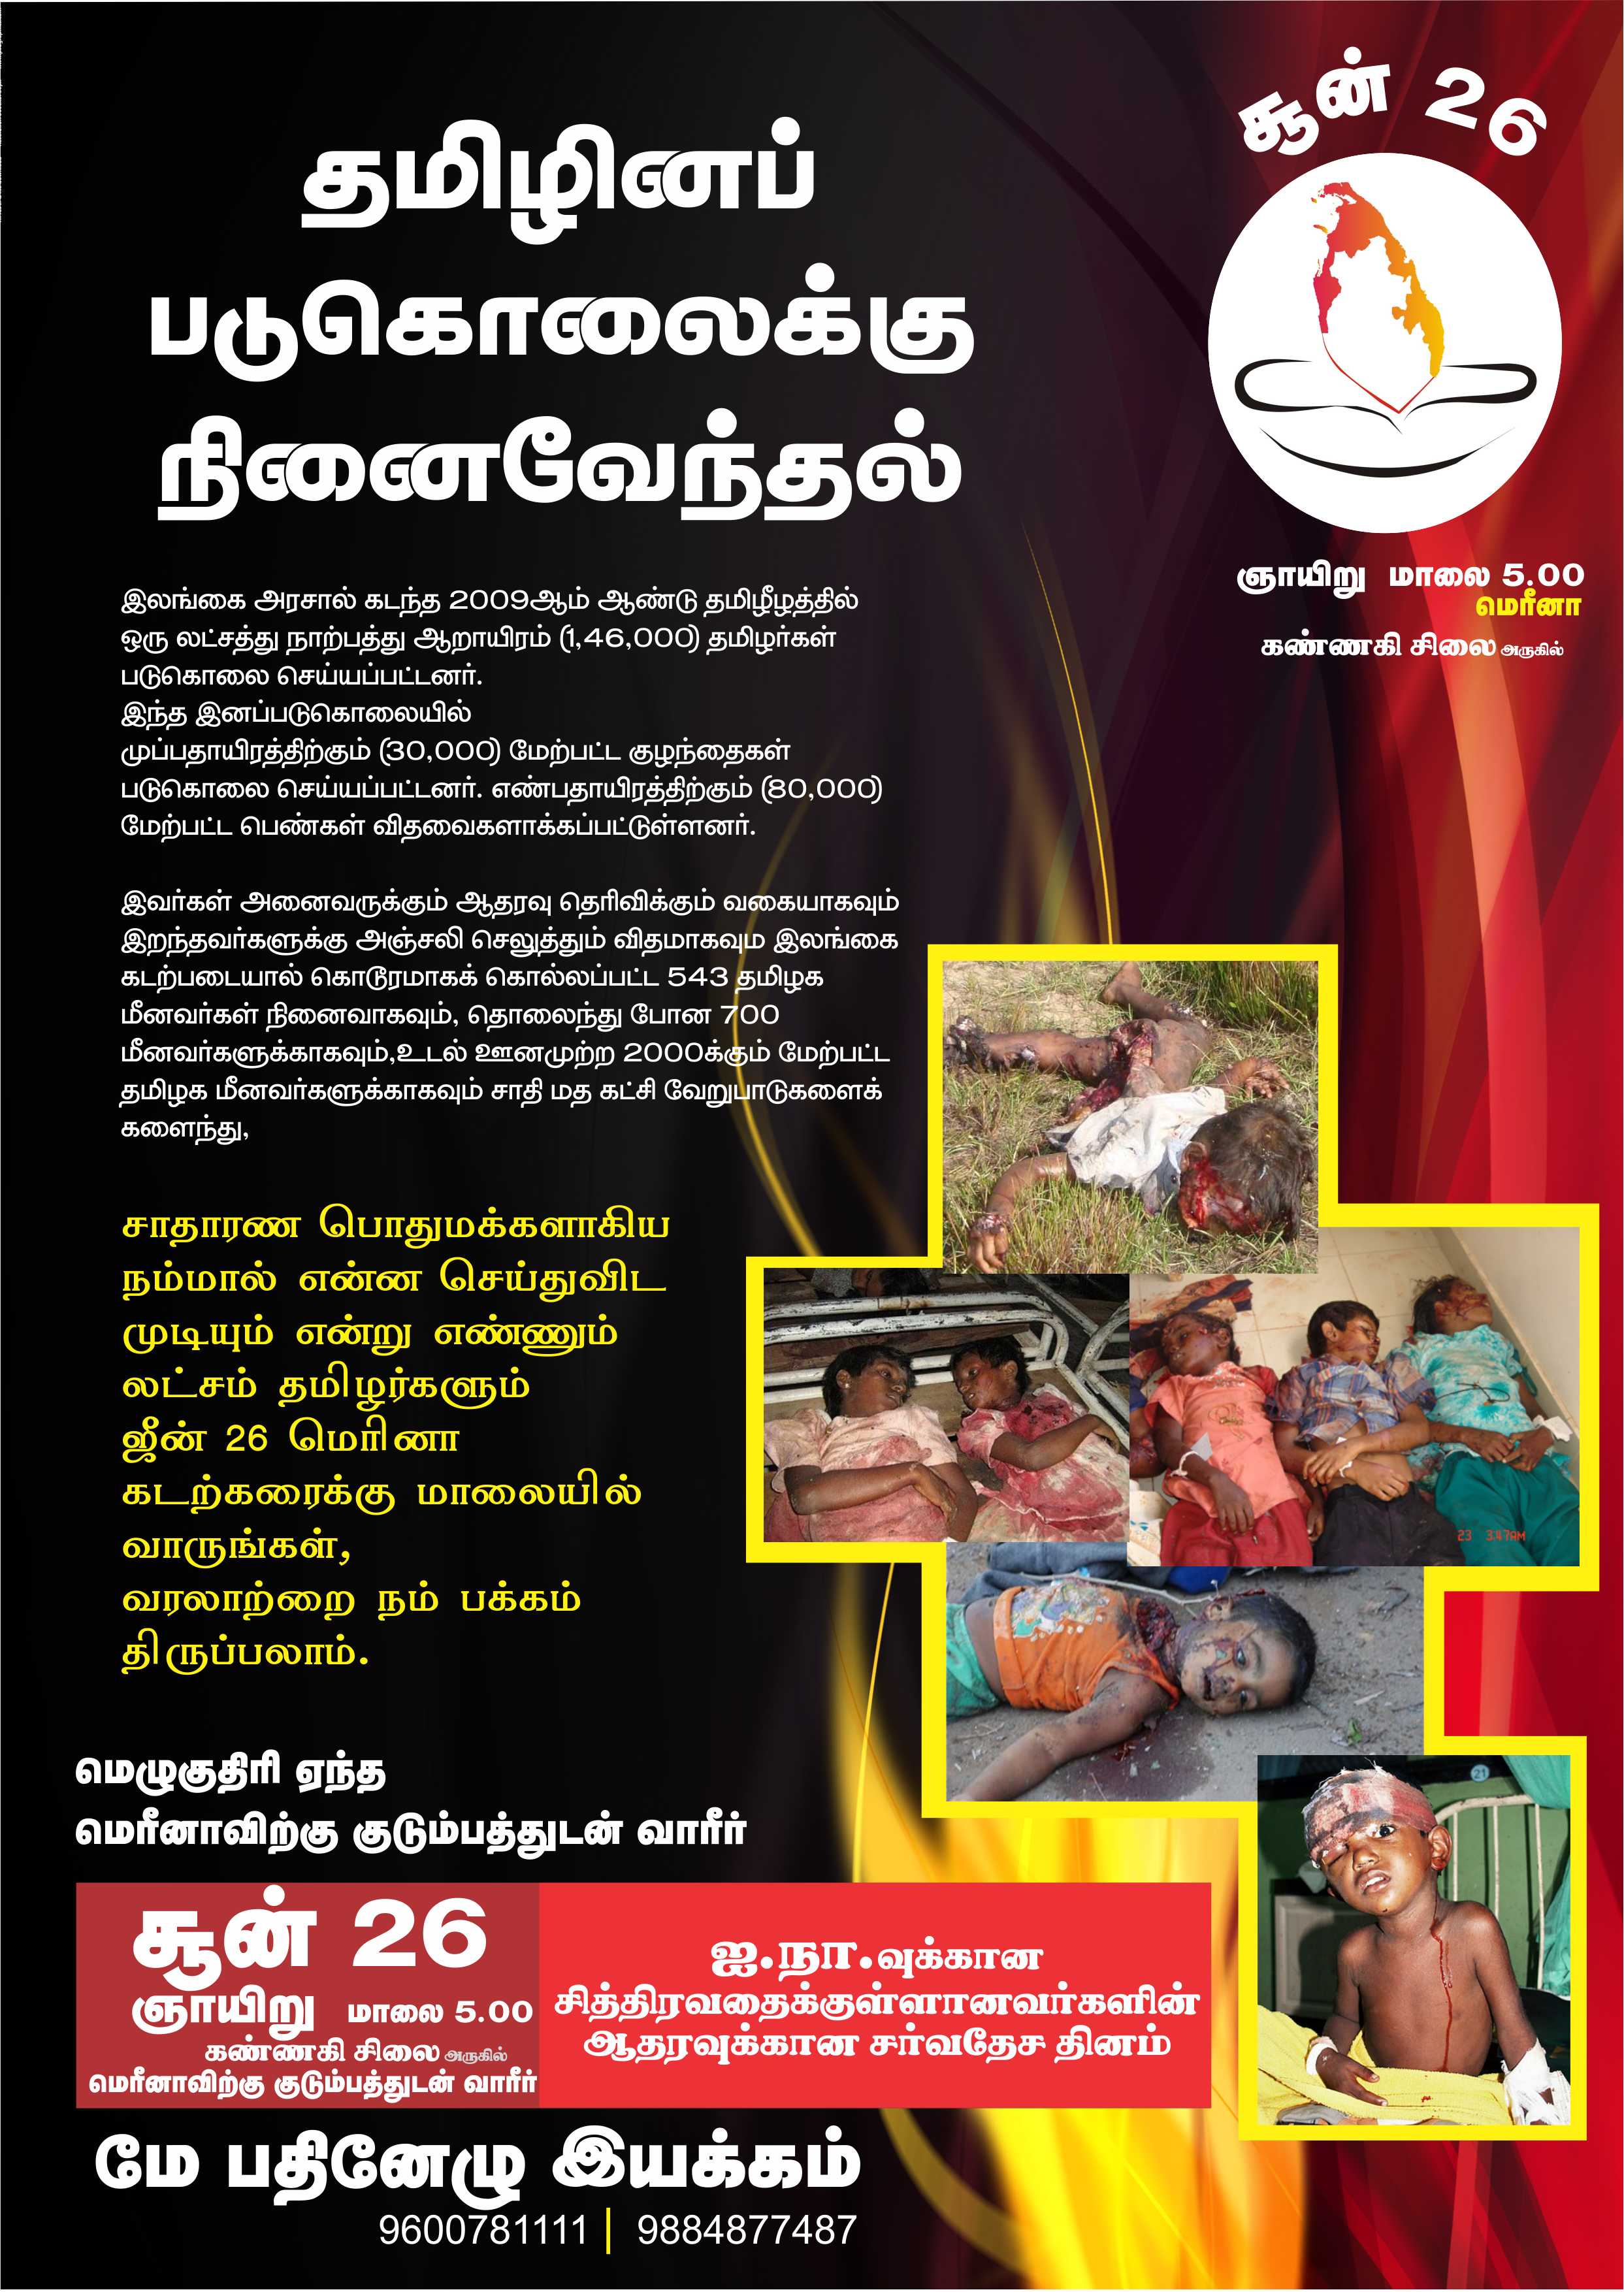 தமிழினப்
படுகொலைக்கு
நினைவேந்தல்
சூன் 26
ஞாயிறு மாலை 5.00
மெரீனா
கண்ணகி சிலை அருகில்
இலங்கை அரசால் கடந்த 2009ஆம் ஆண்டு தமிழீழத்தில்
ஒரு லட்சத்து நாற்பத்து ஆறாயிரம் (1,46,000) தமிழர்கள்
படுகொலை செய்யப்பட்டனர்.
இந்த இனப்படுகொலையில்
முப்பதாயிரத்திற்கும் (30,000) மேற்பட்ட குழந்தைகள்
படுகொலை செய்யப்பட்டனர். எண்பதாயிரத்திற்கும் (80,000)
மேற்பட்ட பெண்கள் விதவைகளாக்கப்பட்டுள்ளனர்.
இவர்கள் அனைவருக்கும் ஆதரவு தெரிவிக்கும் வகையாகவும்
இறந்தவர்களுக்கு அஞ்சலி செலுத்தும் விதமாகவும இலங்கை
கடற்படையால் கொடூரமாகக் கொல்லப்பட்ட 543 தமிழக
மீனவர்கள் நினைவாகவும், தொலைந்து போன 700
மீனவர்களுக்காகவும்,உடல் ஊனமுற்ற 2000க்கும் மேற்பட்ட
தமிழக மீனவர்களுக்காகவும் சாதி மத கட்சி வேறுபாடுகளைக்
களைந்து,
சாதாரண பொதுமக்களாகிய
நம்மால் என்ன செய்துவிட
முடியும் என்று எண்ணும்
லட்சம் தமிழர்களும்
ஜீன் 26 மெரினா
கடற்கரைக்கு மாலையில்
வாருங்கள்,
வரலாற்றை நம் பக்கம்
திருப்பலாம்.
23 3:47AM
21
மெழுகுதிரி ஏந்த
மெரீனாவிற்கு குடும்பத்துடன் வாரீர்
சூன் 26
ஞாயிறு மாலை 5.00
கண்ணகி சிலை அருகில்
மெரீனாவிற்கு குடும்பத்துடன் வாரீர்
ஐ.நா.வுக்கான
சித்திரவதைக்குள்ளானவர்களின்
ஆதரவுக்கான சர்வதேச தினம்
மே பதினேழு இயக்கம்
9600781111 | 9884877487